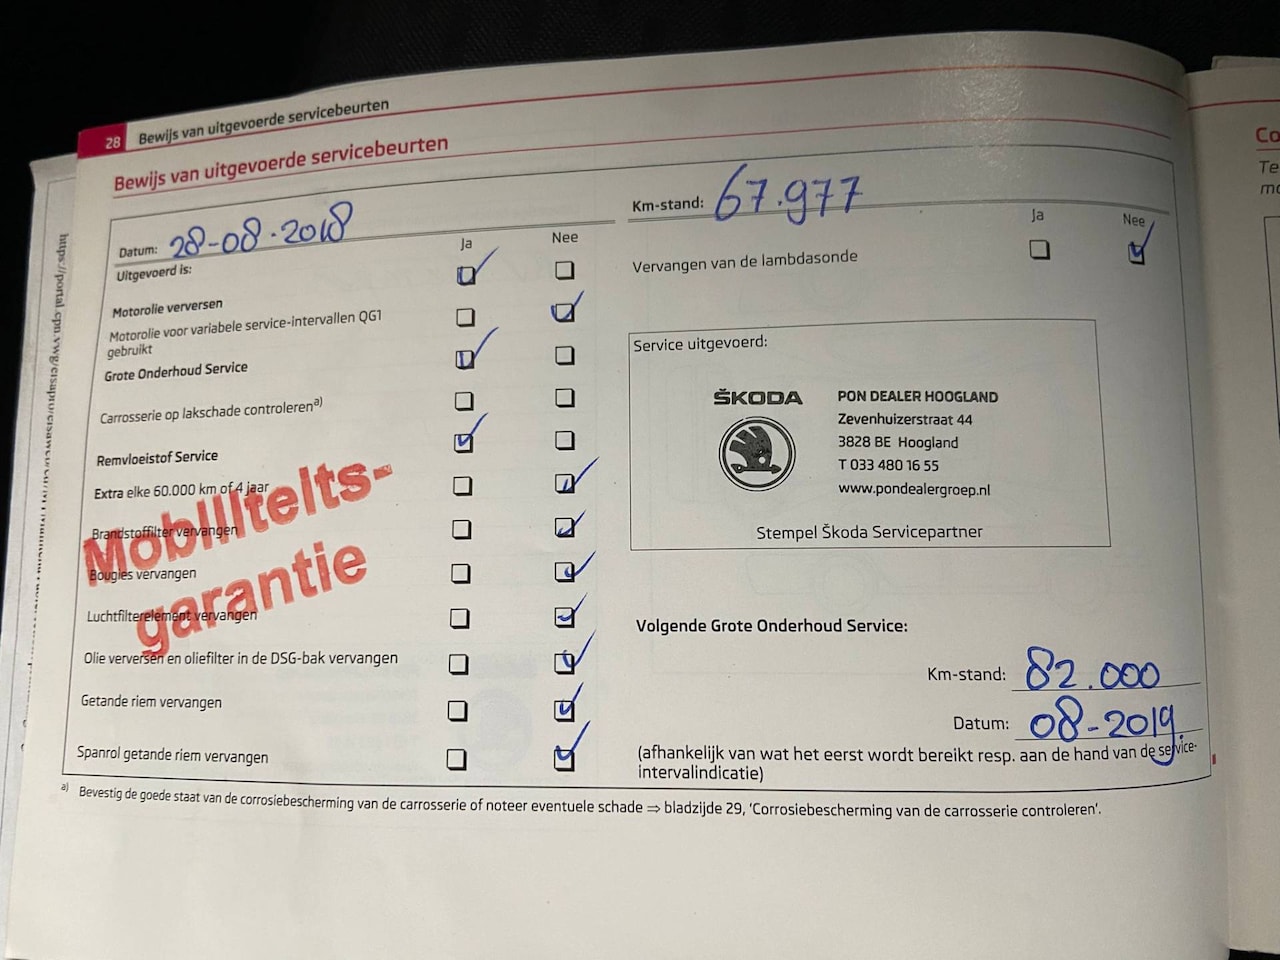 28 Bewijs van uitgevoerde servicebeurten
Bewijs van uitgevoerde servicebeurten
Datum: 28-08-2018
Ja Nee
Uitgevoerd is:
Motorolie verversen
Motorolie voor variabele service-intervallen QG1
gebruikt
Grote Onderhoud Service
Carrosserie op lakschade controleren a)
Remvloeistof Service
Extra elke 60.000 km of 4 jaar
Brandstoffilter vervangen
Bougies vervangen
Luchtfilterelement vervangen
Olie verversen en oliefilter in de DSG-bak vervangen
Getande riem vervangen
Spanrol getande riem vervangen
Mobiliteits-
garantie
Km-stand: 67.977
Ja Nee
Vervangen van de lambdasonde
Service uitgevoerd:
ŠKODA
PON DEALER HOOGLAND
Zevenhuizerstraat 44
3828 BE Hoogland
T 033 480 16 55
www.pondealergroep.nl
Stempel Škoda Servicepartner
Volgende Grote Onderhoud Service:
Km-stand: 82.000
Datum: 08-2019
(afhankelijk van wat het eerst wordt bereikt resp. aan de hand van de service-
intervalindicatie)
a) Bevestig de goede staat van de corrosiebescherming van de carrosserie of noteer eventuele schade ⇒ bladzijde 29, 'Corrosiebescherming van de carrosserie controleren'.
Co
Te